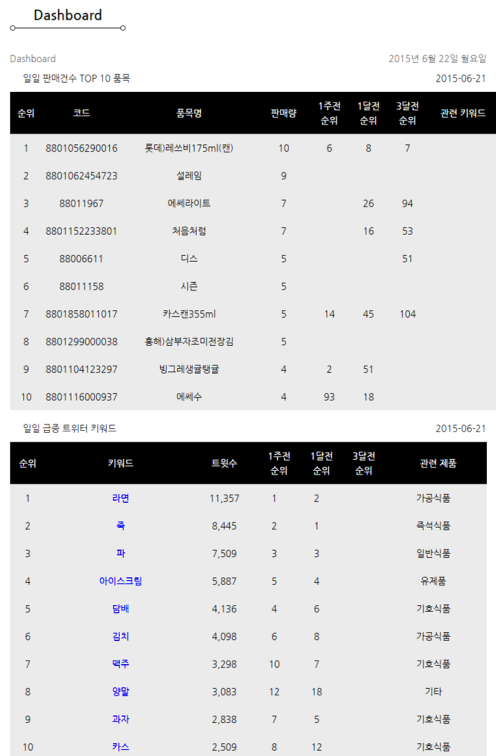 Dashboard
Dashboard 2015년 6월 22일 월요일
일일 판매건수 TOP 10 품목 2015-06-21
순위 코드 품목명 판매량 1주전 순위 1달전 순위 3달전 순위 관련 키워드
1 8801056290016 롯데)레쓰비175ml(캔) 10 6 8 7
2 8801062454723 설레임 9
3 88011967 에쎄라이트 7 26 94
4 8801152233801 처음처럼 7 16 53
5 88006611 디스 5 51
6 88011158 시즌 5
7 8801858011017 카스캔355ml 5 14 45 104
8 8801299000038 홍해)삼부자조미전장김 5
9 8801104123297 빙그레생귤탱귤 4 2 51
10 8801116000937 에쎄수 4 93 18
일일 급증 트위터 키워드 2015-06-21
순위 키워드 트윗수 1주전 순위 1달전 순위 3달전 순위 관련 제품
1 라면 11,357 1 2 가공식품
2 죽 8,445 2 1 즉석식품
3 파 7,509 3 3 일반식품
4 아이스크림 5,887 5 4 유제품
5 담배 4,136 4 6 기호식품
6 김치 4,098 6 8 가공식품
7 맥주 3,298 10 7 기호식품
8 양말 3,083 12 18 기타
9 과자 2,838 7 5 기호식품
10 카스 2,509 8 12 기호식품